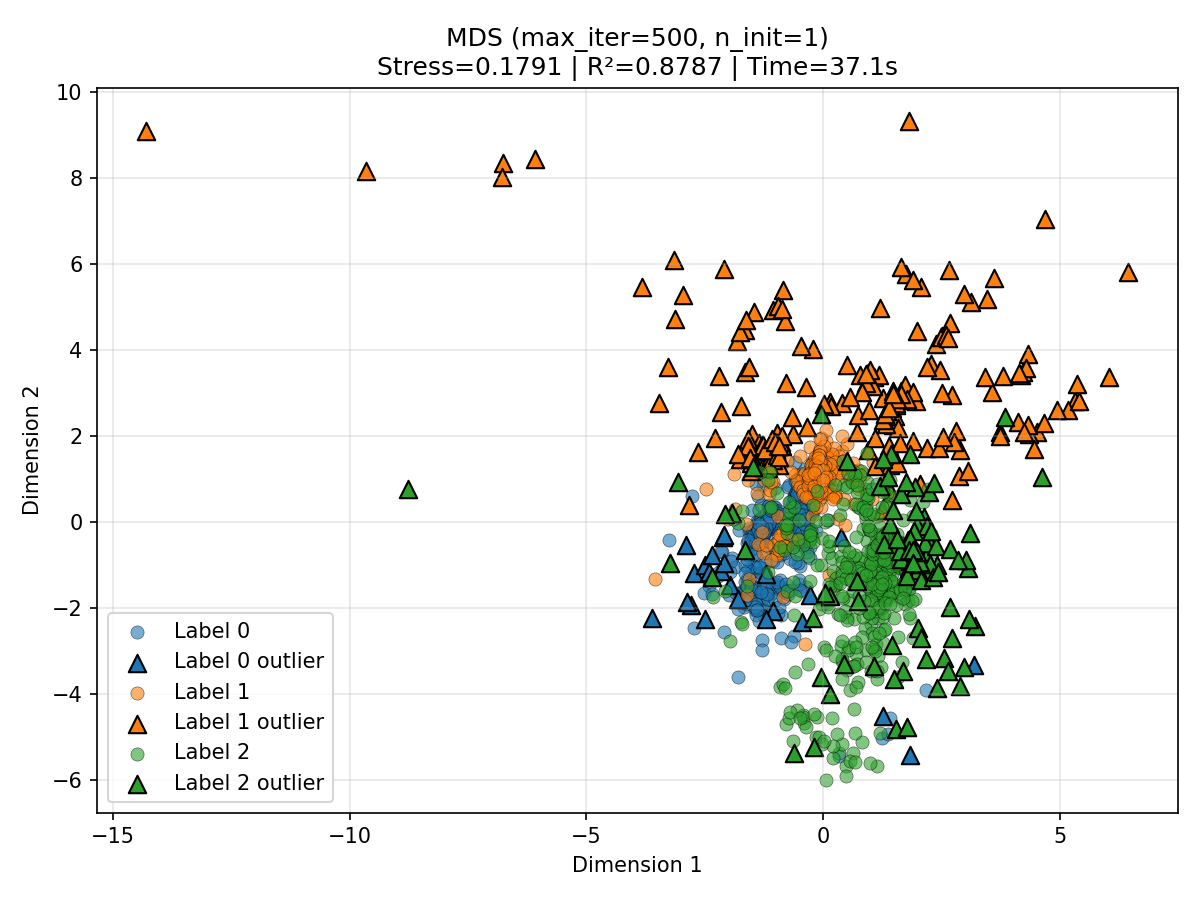 MDS (max_iter=500, n_init=1)
Stress=0.1791 | R²=0.8787 | Time=37.1s
10
8
6
4
2
0
−2
−4
−6
Dimension 2
Label 0
Label 0 outlier
Label 1
Label 1 outlier
Label 2
Label 2 outlier
−15
−10
−5
0
5
Dimension 1